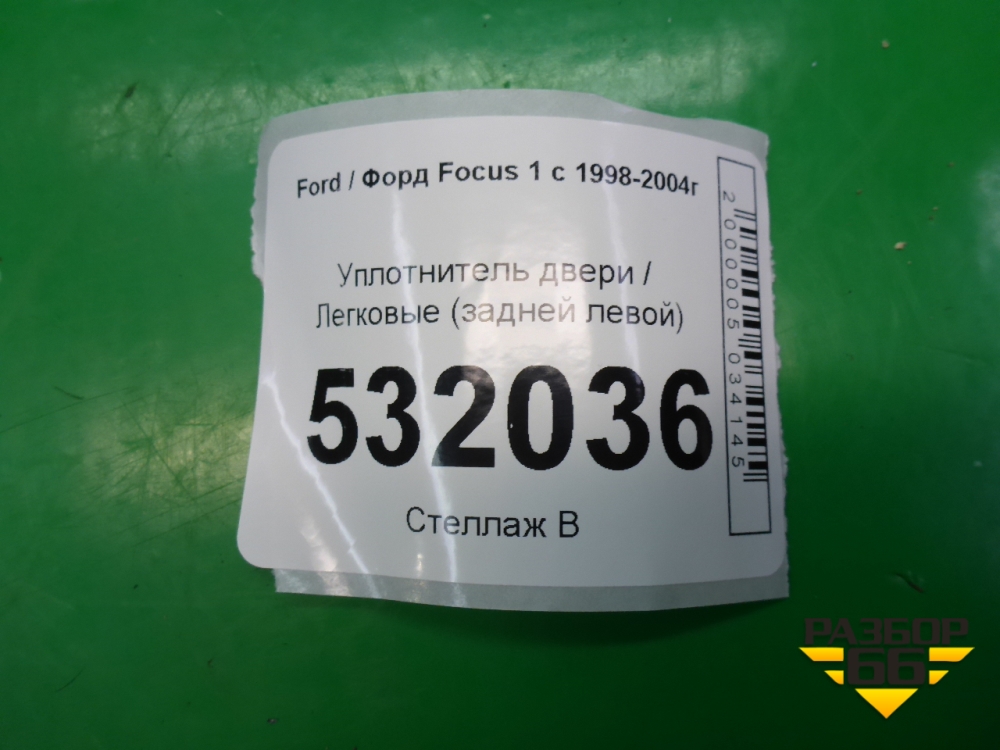 Ford / Форд Focus 1 с 1998-2004г
Уплотнитель двери /
Легковые (задней левой)
532036
Стеллаж В
2000005034145
РАЗБОР
66